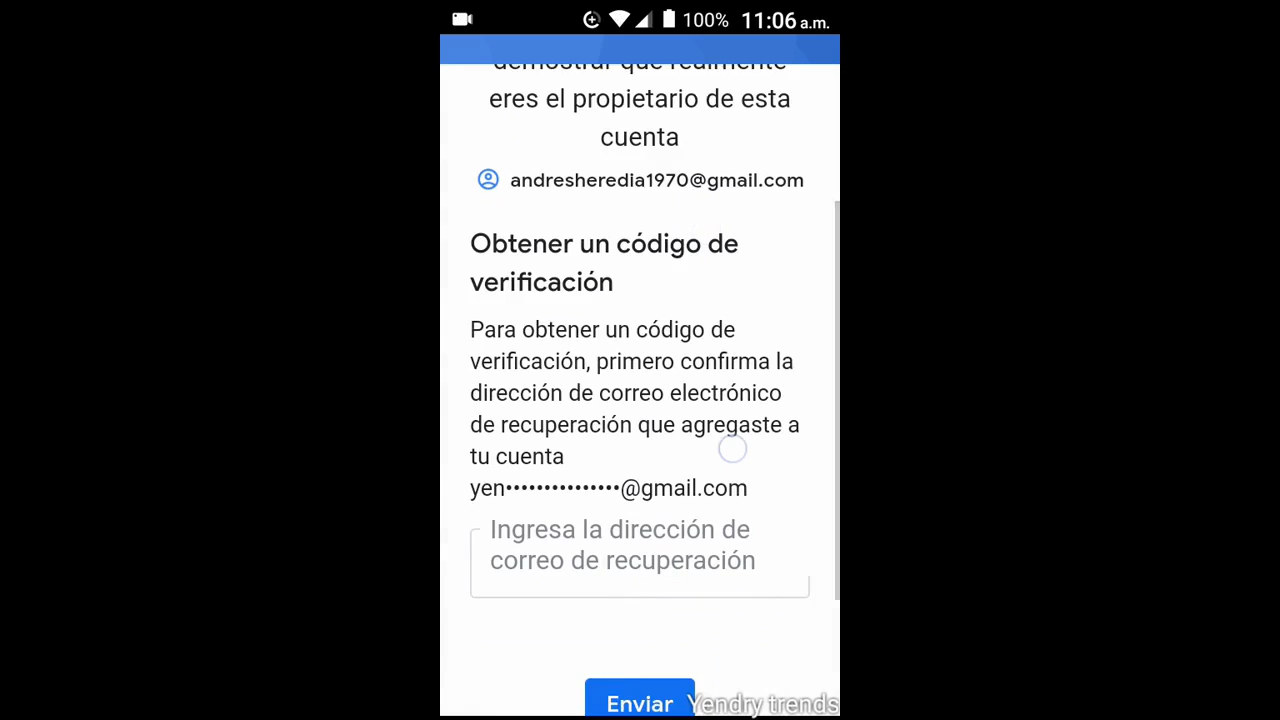 100% 11:06 a.m.
demostrar que realmente
eres el propietario de esta
cuenta
andresheredia1970@gmail.com
Obtener un código de
verificación
Para obtener un código de
verificación, primero confirma la
dirección de correo electrónico
de recuperación que agregaste a
tu cuenta
yen•••••••••••••••@gmail.com
Ingresa la dirección de
correo de recuperación
Enviar
Yendry trends